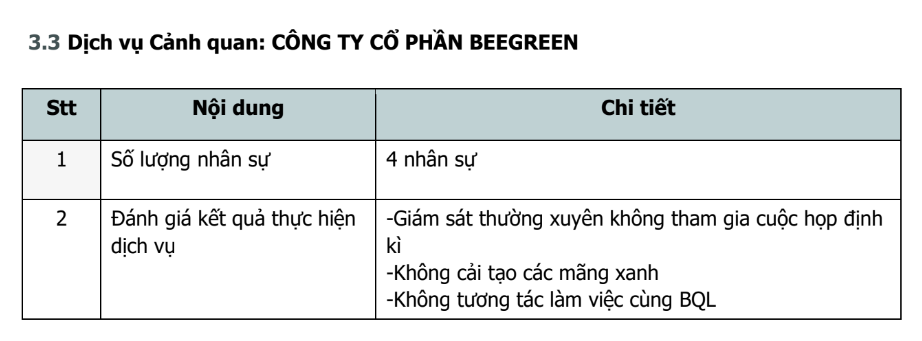 3.3 Dịch vụ Cảnh quan: CÔNG TY CỔ PHẦN BEEGREEN
Stt Nội dung Chi tiết
1 Số lượng nhân sự 4 nhân sự
2 Đánh giá kết quả thực hiện -Giám sát thường xuyên không tham gia cuộc họp định
dịch vụ kì
-Không cải tạo các mãng xanh
-Không tương tác làm việc cùng BQL